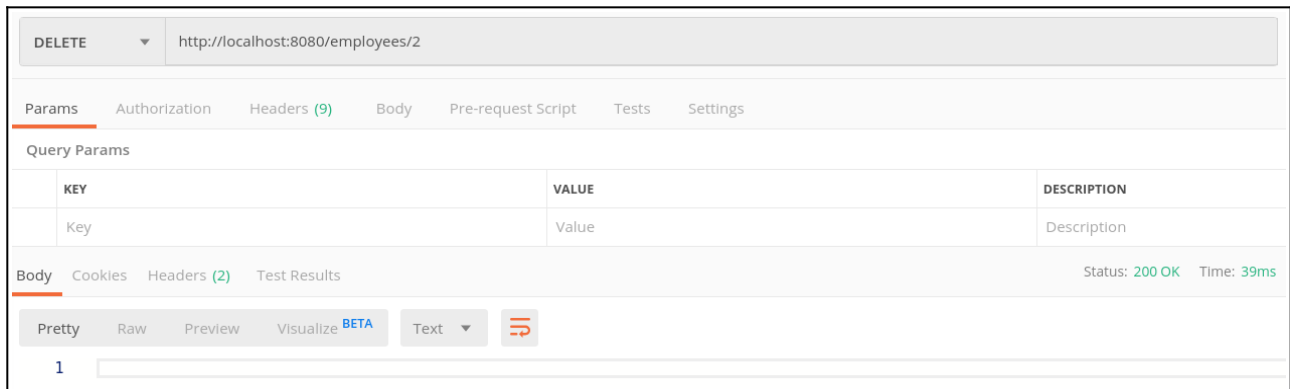 DELETE http://localhost:8080/employees/2
Params Authorization Headers (9) Body Pre-request Script Tests Settings
Query Params
KEY VALUE DESCRIPTION
Key Value Description
Body Cookies Headers (2) Test Results Status: 200 OK Time: 39ms
Pretty Raw Preview Visualize BETA Text
1